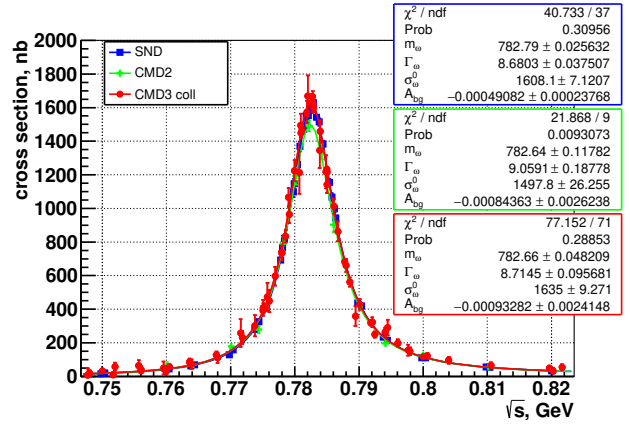 cross section, nb
2000
1800
1600
1400
1200
1000
800
600
400
200
0
SND
CMD2
CMD3 coll
χ² / ndf 40.733 / 37
Prob 0.30956
m_ω 782.79 ± 0.025632
Γ_ω 8.6803 ± 0.037507
σ⁰_ω 1608.1 ± 7.1207
A_bg −0.00049082 ± 0.00023768
χ² / ndf 21.868 / 9
Prob 0.0093073
m_ω 782.64 ± 0.11782
Γ_ω 9.0591 ± 0.18778
σ⁰_ω 1497.8 ± 26.255
A_bg −0.00084363 ± 0.0026238
χ² / ndf 77.152 / 71
Prob 0.28853
m_ω 782.66 ± 0.048209
Γ_ω 8.7145 ± 0.095681
σ⁰_ω 1635 ± 9.271
A_bg −0.00093282 ± 0.0024148
0.75 0.76 0.77 0.78 0.79 0.8 0.81 0.82
√s, GeV